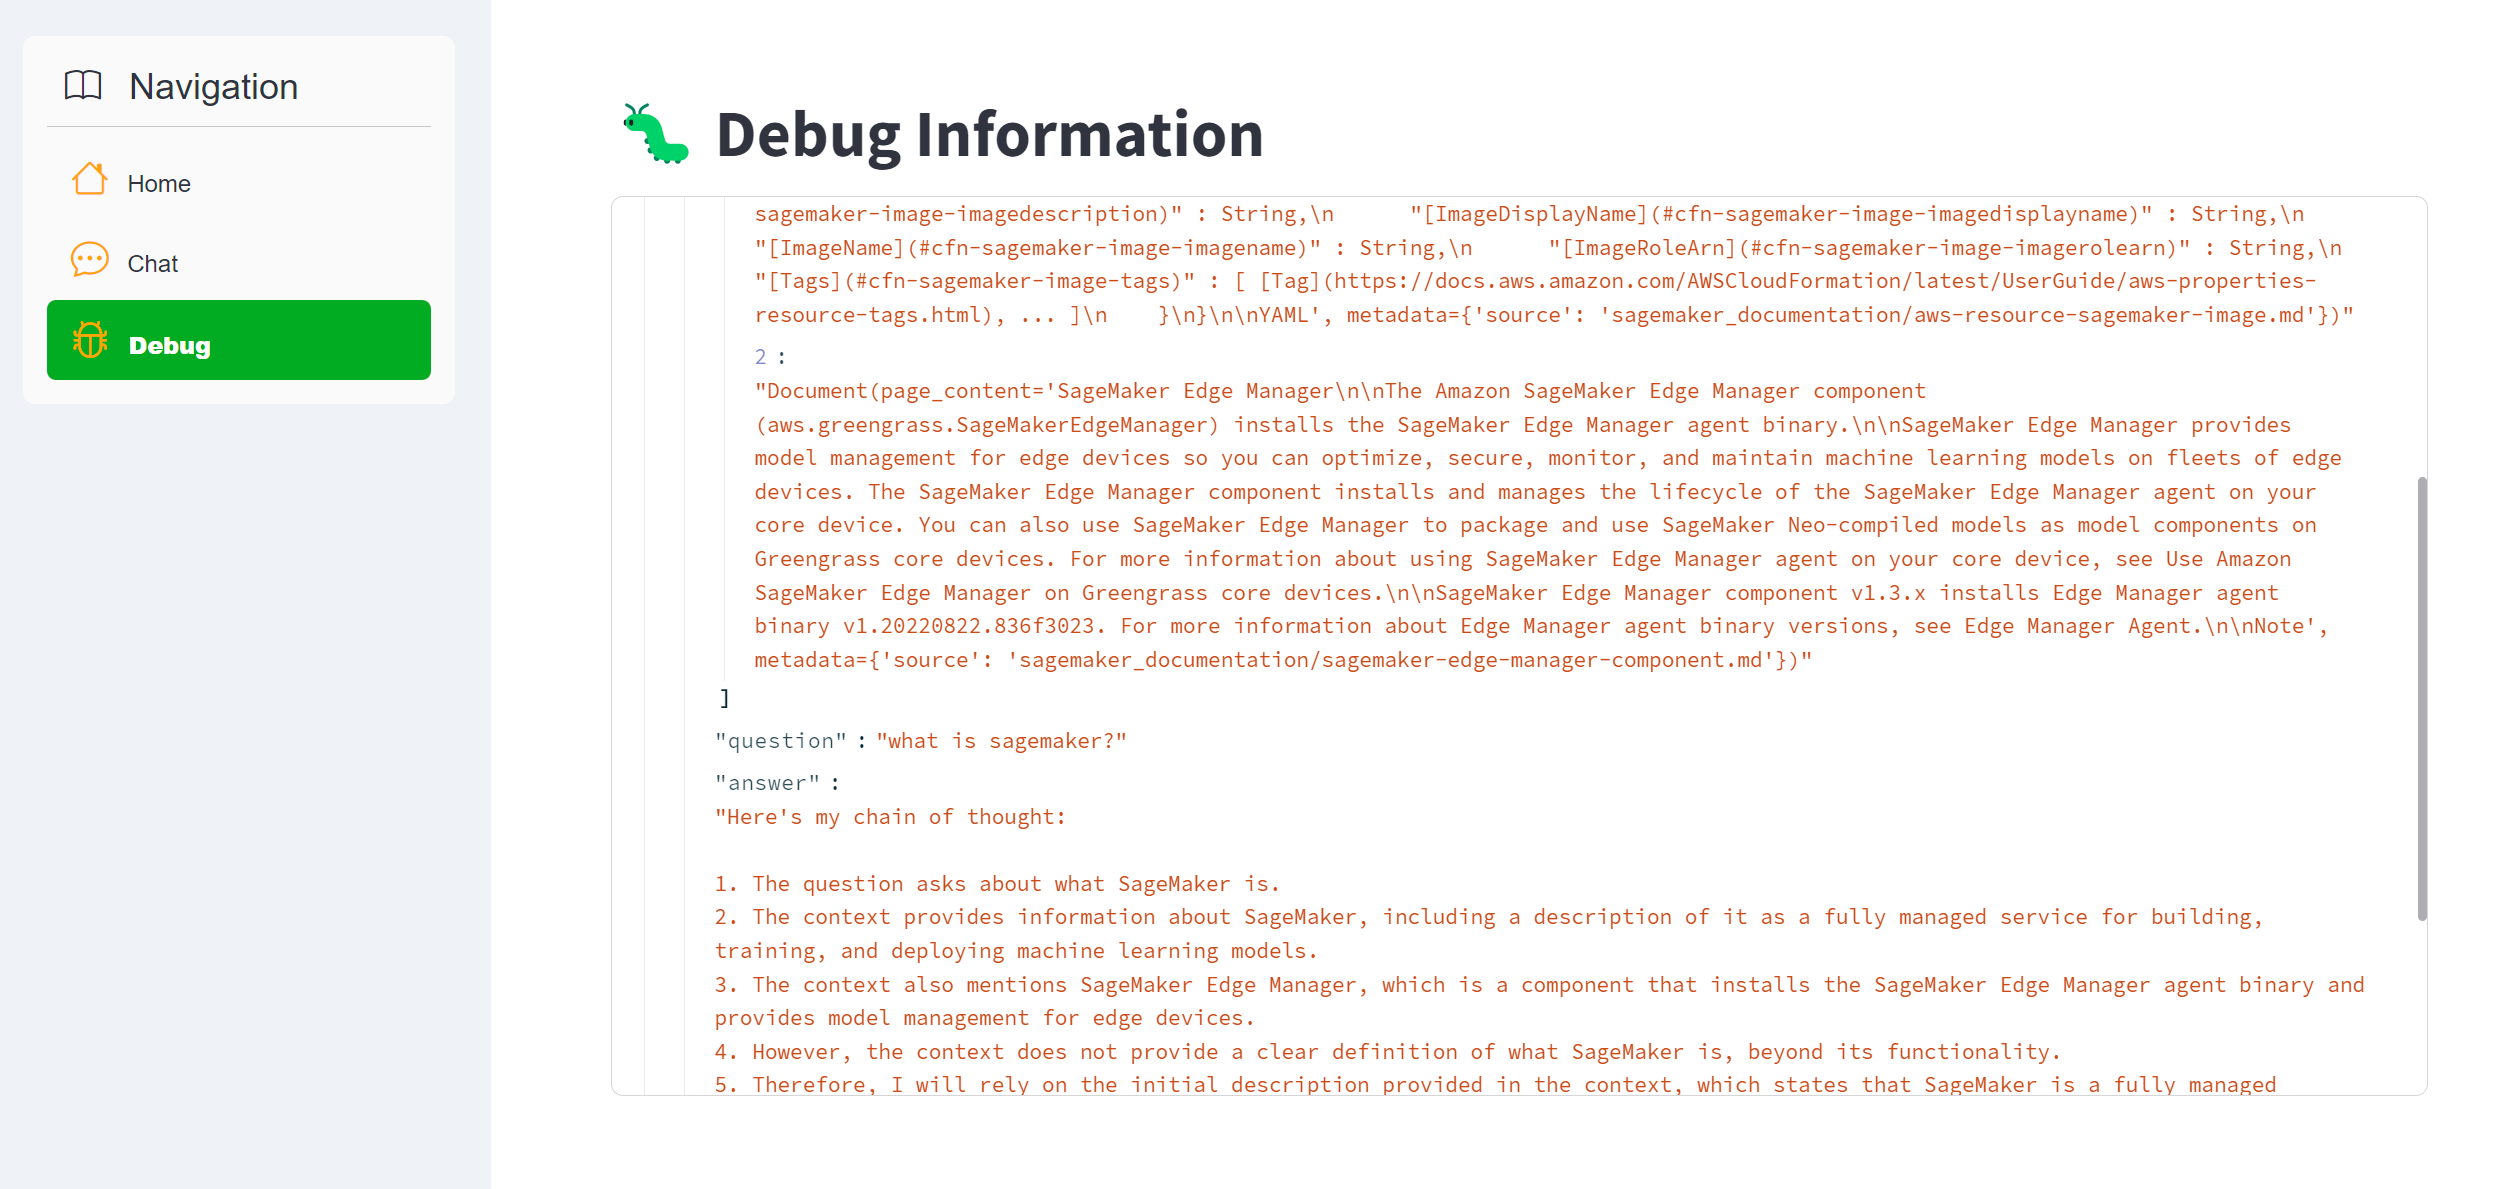 Navigation
Home
Chat
Debug
Debug Information
sagemaker-image-imagedescription)" : String,\n      "[ImageDisplayName](#cfn-sagemaker-image-imagedisplayname)" : String,\n
"[ImageName](#cfn-sagemaker-image-imagename)" : String,\n      "[ImageRoleArn](#cfn-sagemaker-image-imagerolearn)" : String,\n
"[Tags](#cfn-sagemaker-image-tags)" : [ [Tag](https://docs.aws.amazon.com/AWSCloudFormation/latest/UserGuide/aws-properties-
resource-tags.html), ... ]\n    }\n}\n\nYAML', metadata={'source': 'sagemaker_documentation/aws-resource-sagemaker-image.md'})"
2 :
"Document(page_content='SageMaker Edge Manager\n\nThe Amazon SageMaker Edge Manager component
(aws.greengrass.SageMakerEdgeManager) installs the SageMaker Edge Manager agent binary.\n\nSageMaker Edge Manager provides
model management for edge devices so you can optimize, secure, monitor, and maintain machine learning models on fleets of edge
devices. The SageMaker Edge Manager component installs and manages the lifecycle of the SageMaker Edge Manager agent on your
core device. You can also use SageMaker Edge Manager to package and use SageMaker Neo-compiled models as model components on
Greengrass core devices. For more information about using SageMaker Edge Manager agent on your core device, see Use Amazon
SageMaker Edge Manager on Greengrass core devices.\n\nSageMaker Edge Manager component v1.3.x installs Edge Manager agent
binary v1.20220822.836f3023. For more information about Edge Manager agent binary versions, see Edge Manager Agent.\n\nNote',
metadata={'source': 'sagemaker_documentation/sagemaker-edge-manager-component.md'})"
]
"question" : "what is sagemaker?"
"answer" :
"Here's my chain of thought:
1. The question asks about what SageMaker is.
2. The context provides information about SageMaker, including a description of it as a fully managed service for building,
training, and deploying machine learning models.
3. The context also mentions SageMaker Edge Manager, which is a component that installs the SageMaker Edge Manager agent binary and
provides model management for edge devices.
4. However, the context does not provide a clear definition of what SageMaker is, beyond its functionality.
5. Therefore, I will rely on the initial description provided in the context, which states that SageMaker is a fully managed